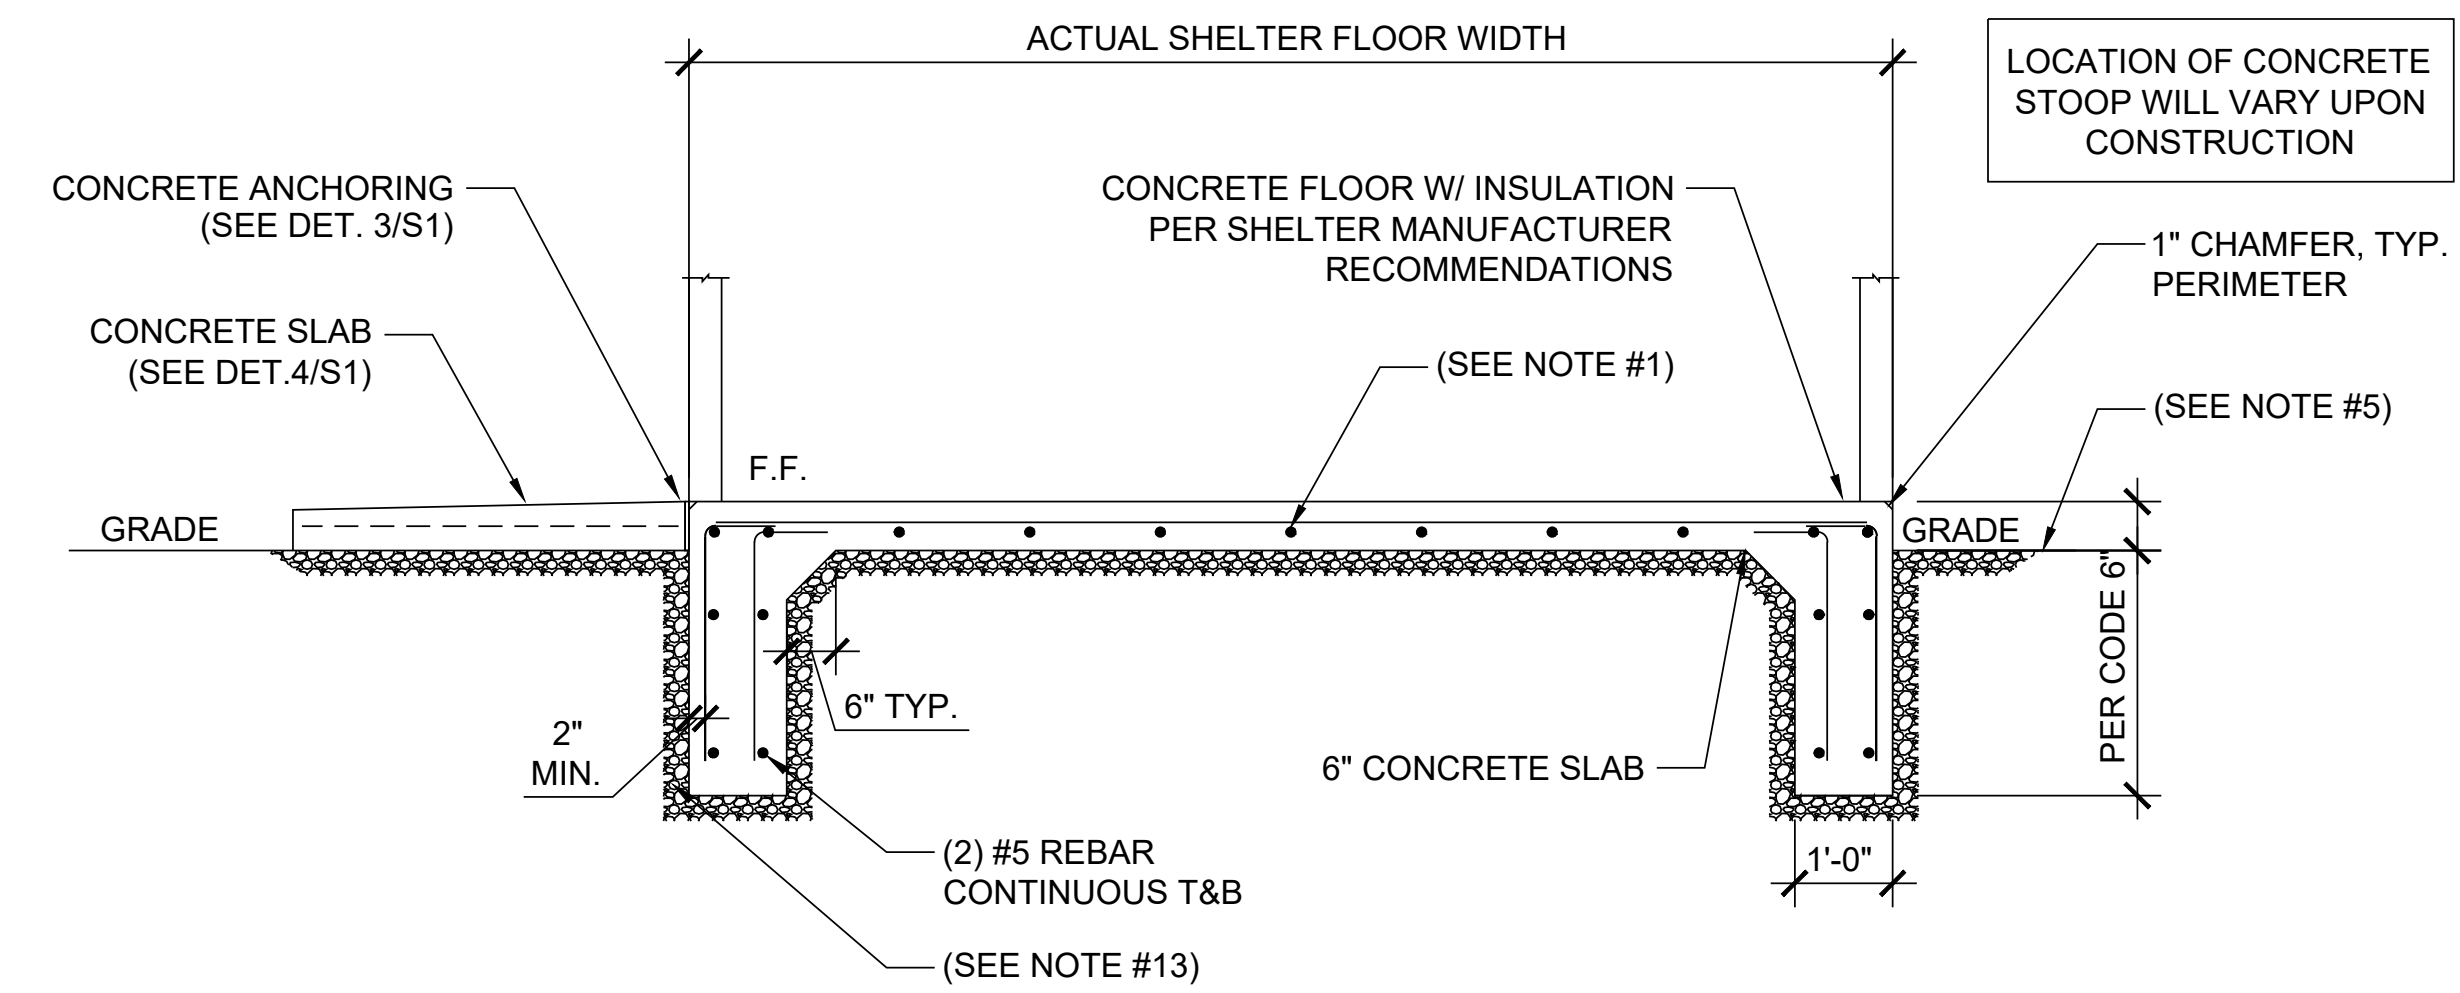 ACTUAL SHELTER FLOOR WIDTH
LOCATION OF CONCRETE
STOOP WILL VARY UPON
CONSTRUCTION
CONCRETE ANCHORING
(SEE DET. 3/S1)
CONCRETE FLOOR W/ INSULATION
PER SHELTER MANUFACTURER
RECOMMENDATIONS
1" CHAMFER, TYP.
PERIMETER
CONCRETE SLAB
(SEE DET.4/S1)
(SEE NOTE #1)
(SEE NOTE #5)
F.F.
GRADE
GRADE
PER CODE 6"
6" TYP.
2"
MIN.
6" CONCRETE SLAB
(2) #5 REBAR
CONTINUOUS T&B
1'-0"
(SEE NOTE #13)